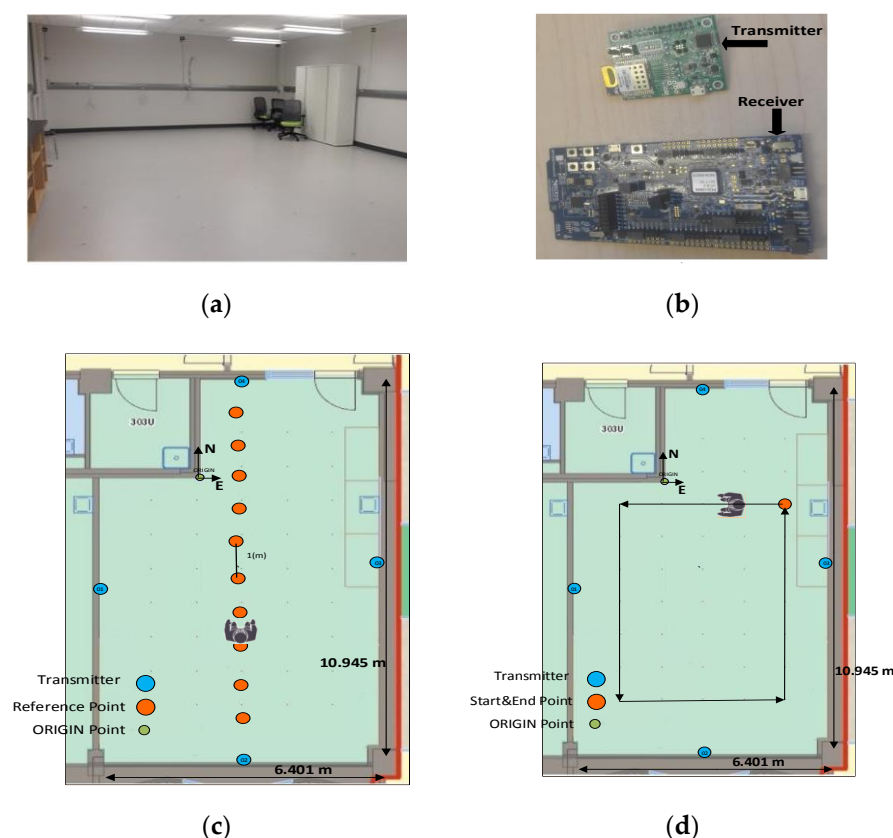 Transmitter
Receiver
(a)
(b)
303U
N
ORIGIN
E
1(m)
10.945 m
Transmitter
Reference Point
ORIGIN Point
6.401 m
303U
N
ORIGIN
E
10.945 m
Transmitter
Start&End Point
ORIGIN Point
6.401 m
(c)
(d)